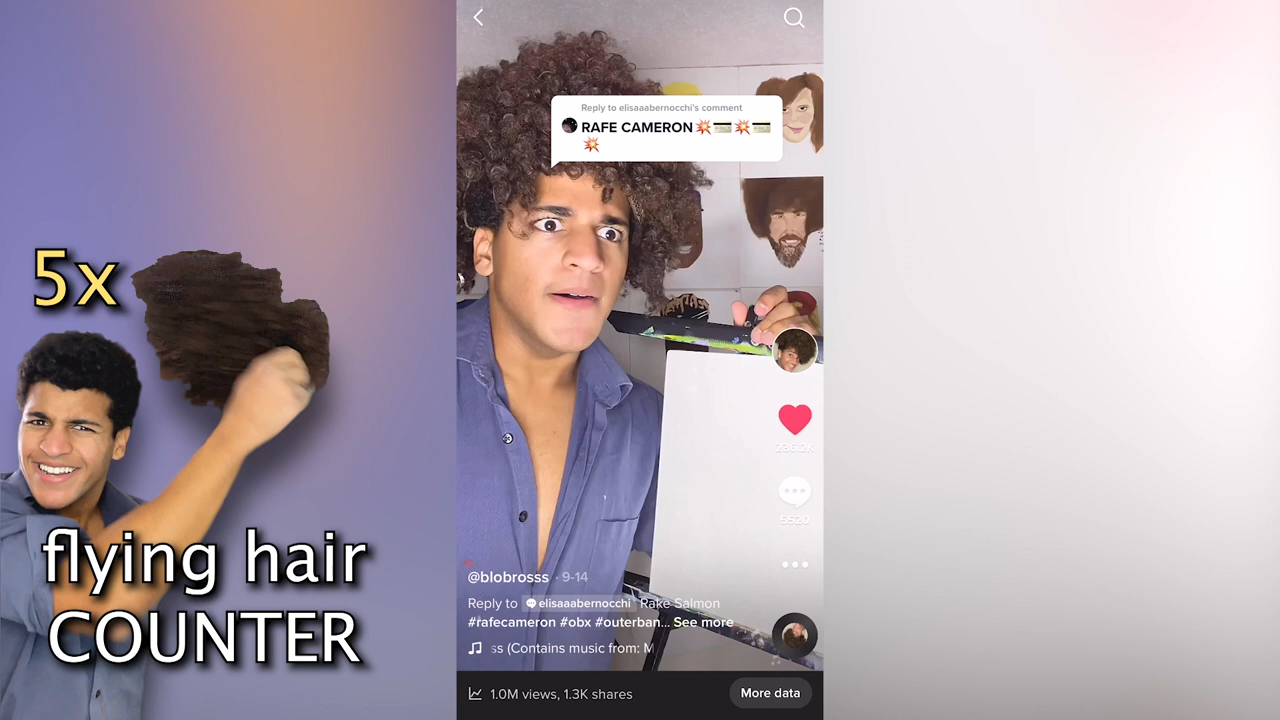 5x
flying hair
COUNTER
Reply to elisaaabernocchi's comment
RAFE CAMERON💥💳💥💳
💥
5520
@blobrosss · 9-14
Reply to 💬 elisaaabernocchi Rake Salmon
#rafecameron #obx #outerban... See more
ss (Contains music from: M
1.0M views, 1.3K shares
More data